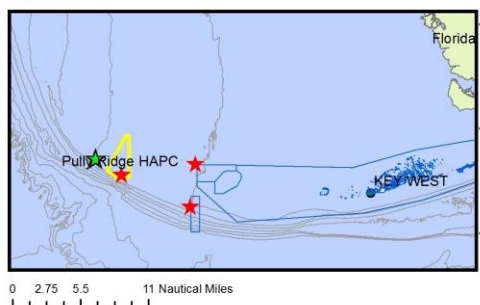 Florida
Pulley Ridge HAPC
KEY WEST
0 2.75 5.5 11 Nautical Miles